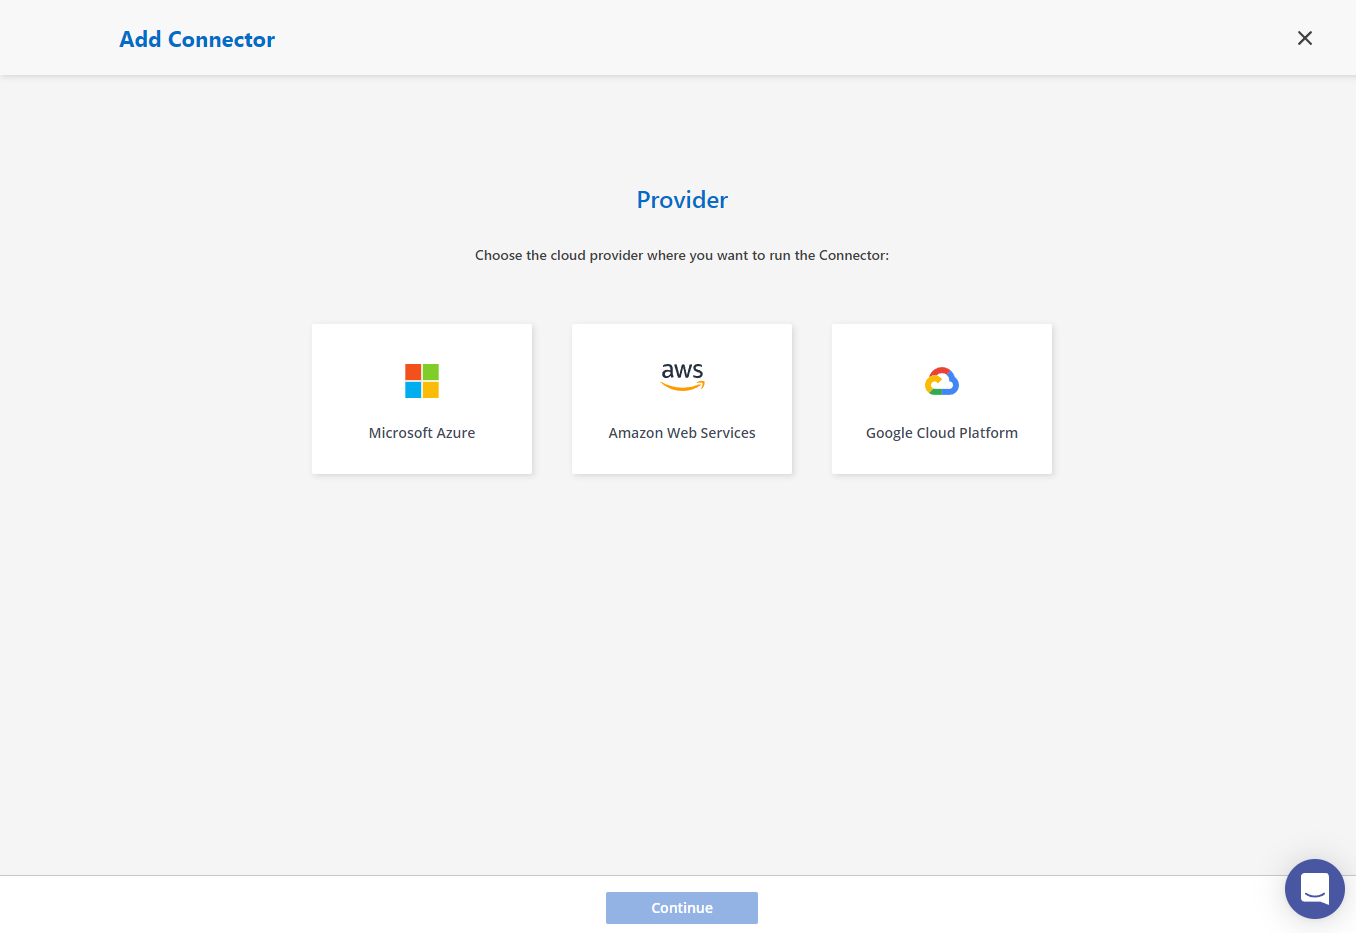 Add Connector
Provider
Choose the cloud provider where you want to run the Connector:
aws
Microsoft Azure
Amazon Web Services
Google Cloud Platform
Continue